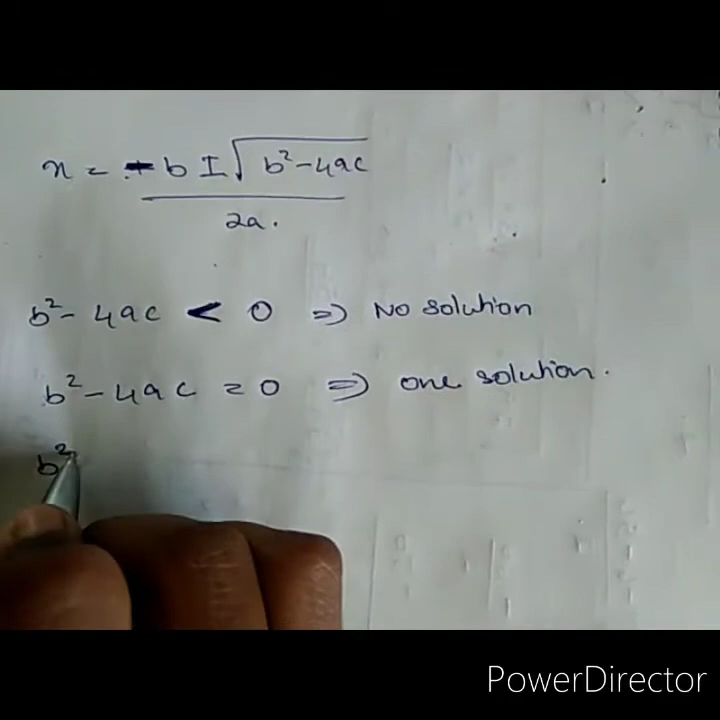 x = -b ± √b²-4ac
2a.
b²- 4ac < 0 => No solution
b²-4ac = 0 => one solution.
b²
PowerDirector